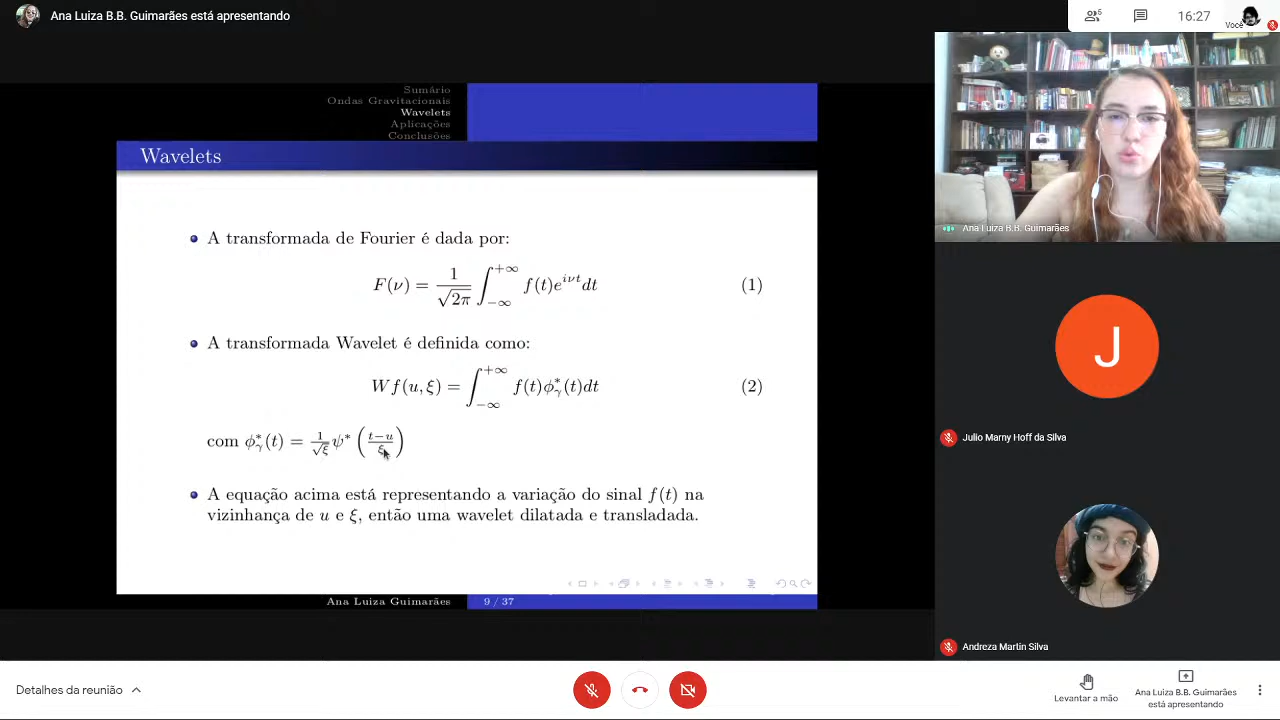 Ana Luiza B.B. Guimarães está apresentando
5
16:27
Você
Sumário
Ondas Gravitacionais
Wavelets
Aplicações
Conclusões
Wavelets
A transformada de Fourier é dada por:
F(ν) = 1/√2π ∫_{−∞}^{+∞} f(t)e^{iνt}dt (1)
A transformada Wavelet é definida como:
Wf(u, ξ) = ∫_{−∞}^{+∞} f(t)ϕ*_γ(t)dt (2)
com ϕ*_γ(t) = 1/√ξ ψ* ((t−u)/ξ)
A equação acima está representando a variação do sinal f(t) na
vizinhança de u e ξ, então uma wavelet dilatada e transladada.
Ana Luiza Guimarães
9 / 37
Ana Luiza B.B. Guimarães
J
Julio Marny Hoff da Silva
Andreza Martin Silva
Detalhes da reunião
Levantar a mão
Ana Luiza B.B. Guimarães
está apresentando